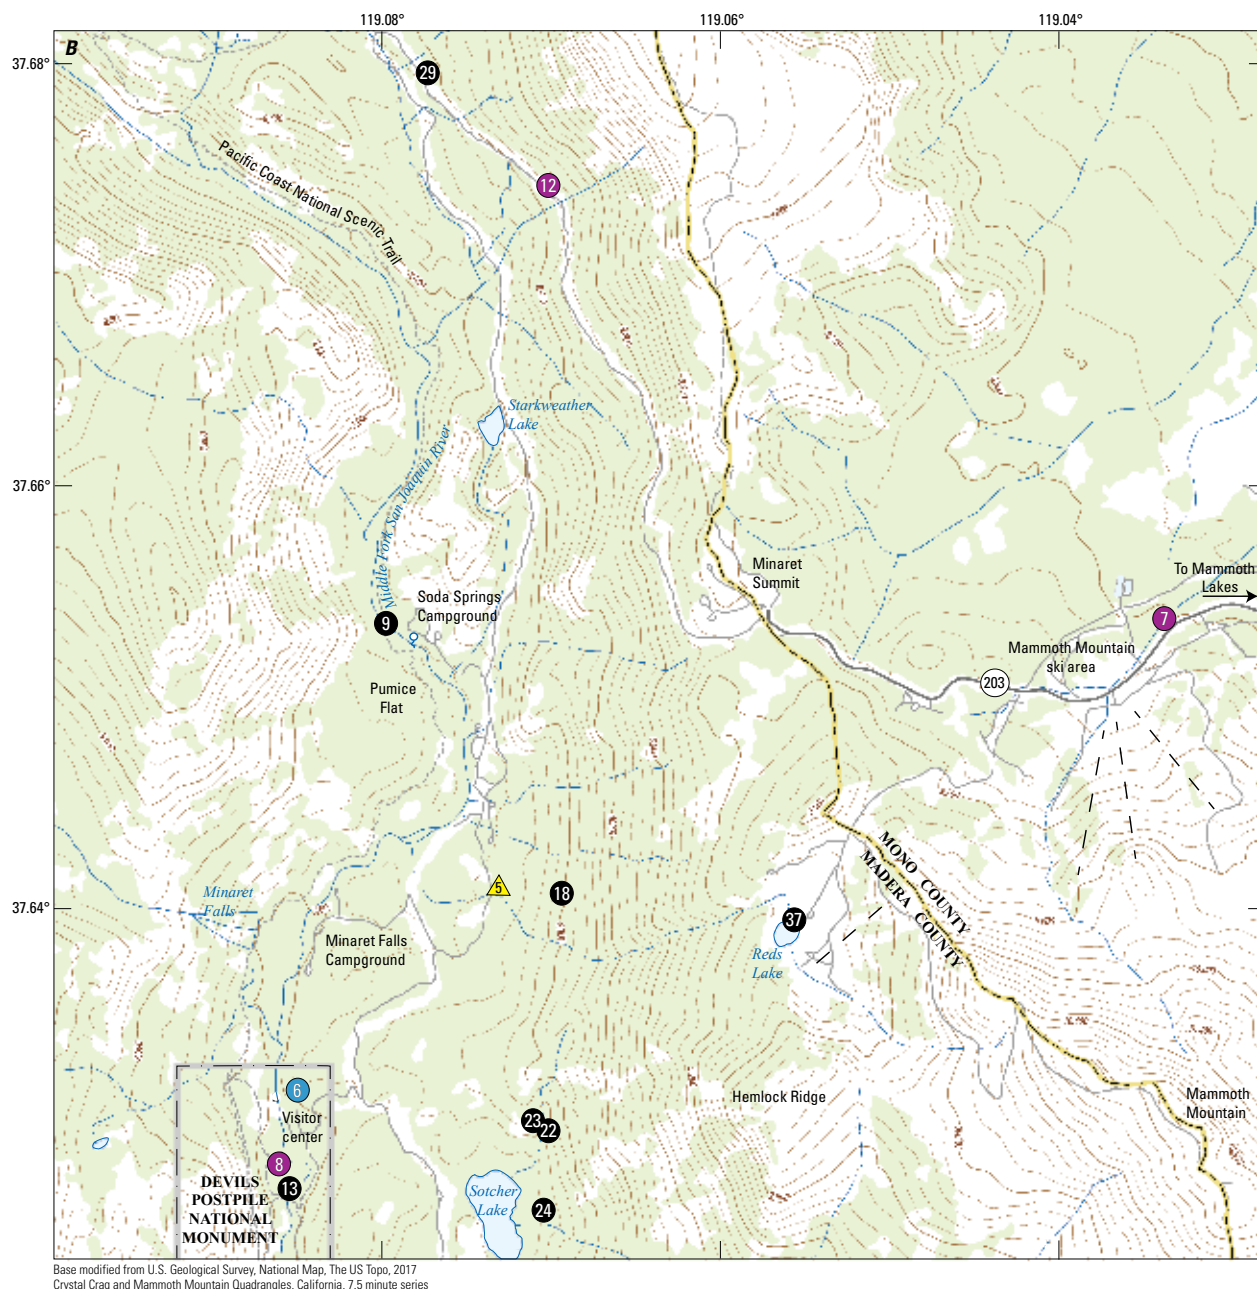 119.08°
119.06°
119.04°
B
37.68°
29
12
Pacific Coast National Scenic Trail
Starkweather
Lake
Middle Fork San Joaquin River
37.66°
Minaret
Summit
To Mammoth
Lakes
Soda Springs
Campground
9
7
Mammoth Mountain
ski area
203
Pumice
Flat
MONO COUNTY
MADERA COUNTY
5
18
Minaret
Falls
37.64°
37
Minaret Falls
Campground
Reds
Lake
6
Visitor
center
Hemlock Ridge
Mammoth
Mountain
23
22
8
13
DEVILS
POSTPILE
NATIONAL
MONUMENT
Sotcher
Lake
24
Base modified from U.S. Geological Survey, National Map, The US Topo, 2017
Crystal Crag and Mammoth Mountain Quadrangles, California, 7.5 minute series